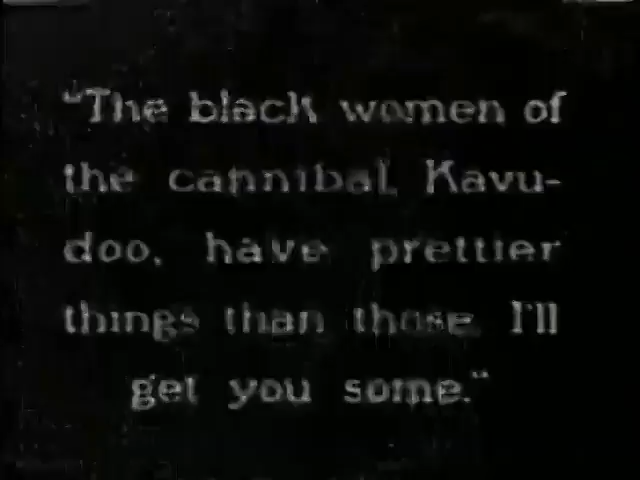 "The black women of
the cannibal, Kavu-
doo, have prettier
things than those. I'll
get you some."